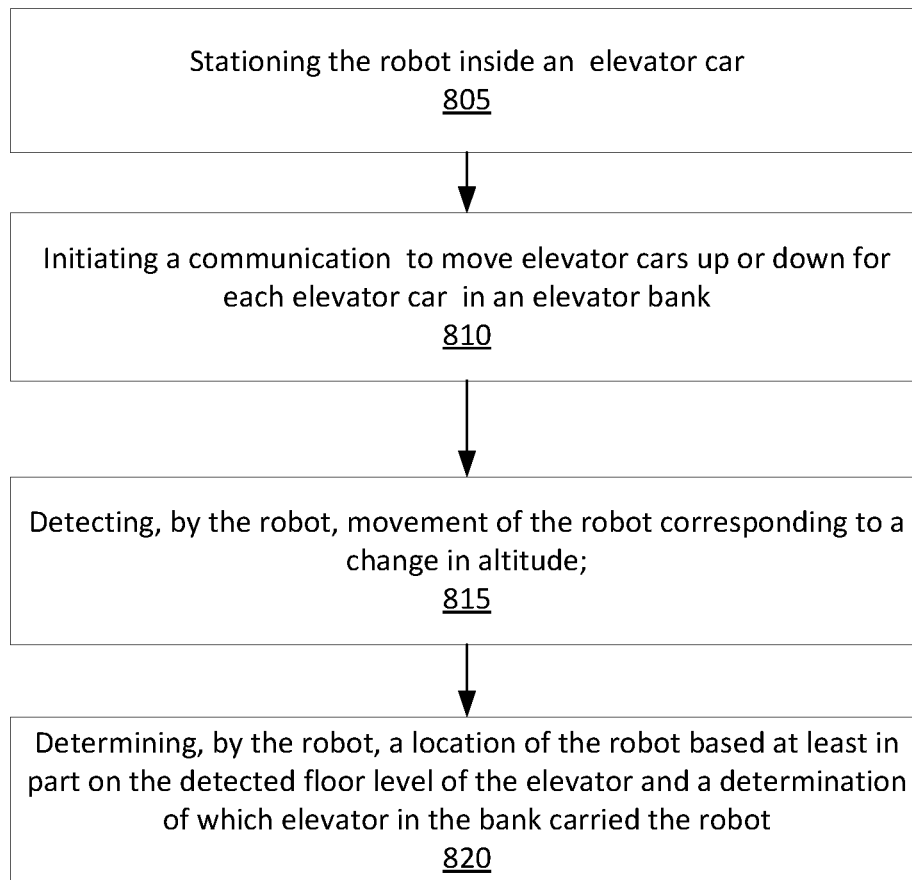 Stationing the robot inside an elevator car
805
Initiating a communication to move elevator cars up or down for
each elevator car in an elevator bank
810
Detecting, by the robot, movement of the robot corresponding to a
change in altitude;
815
Determining, by the robot, a location of the robot based at least in
part on the detected floor level of the elevator and a determination
of which elevator in the bank carried the robot
820